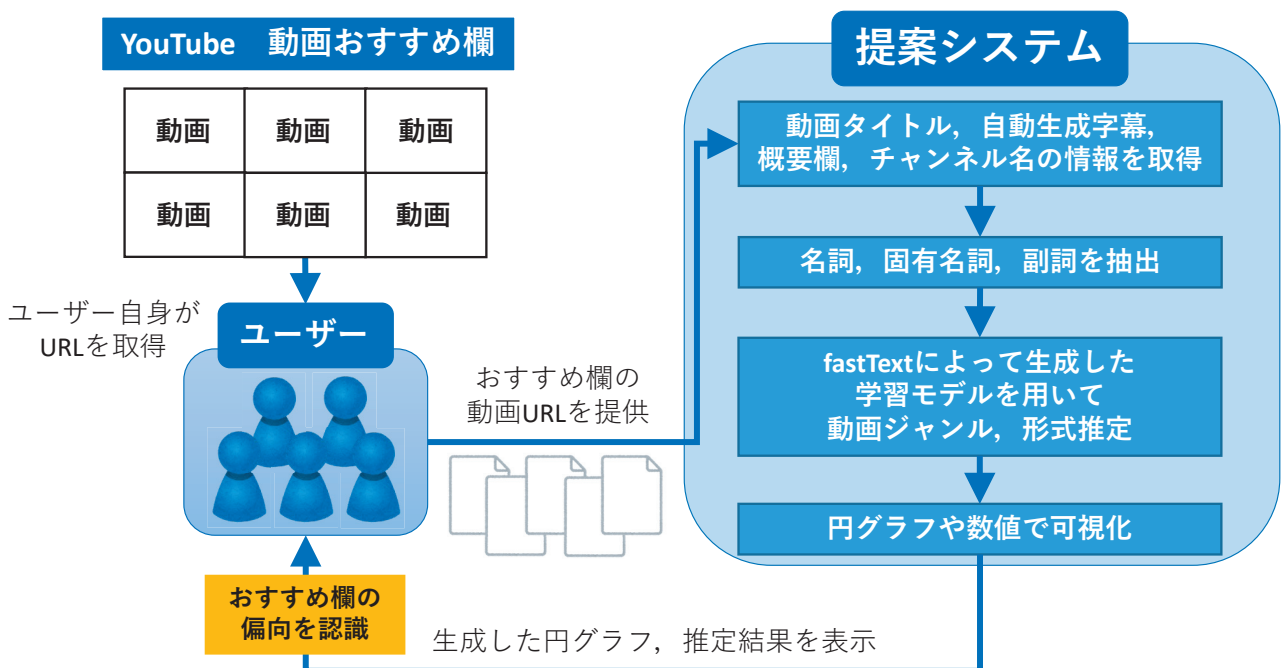 YouTube　動画おすすめ欄
動画
動画
動画
動画
動画
動画
ユーザー自身が
URLを取得
ユーザー
おすすめ欄の
動画URLを提供
提案システム
動画タイトル，自動生成字幕，
概要欄，チャンネル名の情報を取得
名詞，固有名詞，副詞を抽出
fastTextによって生成した
学習モデルを用いて
動画ジャンル，形式推定
円グラフや数値で可視化
生成した円グラフ，推定結果を表示
おすすめ欄の
偏向を認識